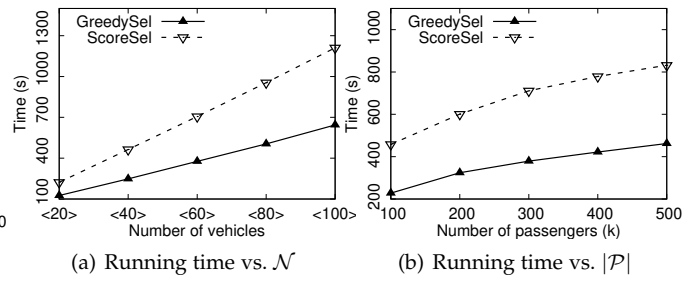 GreedySel
ScoreSel
Time (s)
1300
1000
700
400
100
<20> <40> <60> <80> <100>
Number of vehicles
(a) Running time vs. 𝒩
GreedySel
ScoreSel
Time (s)
1000
800
600
400
200
100 200 300 400 500
Number of passengers (k)
(b) Running time vs. |𝒫|
0